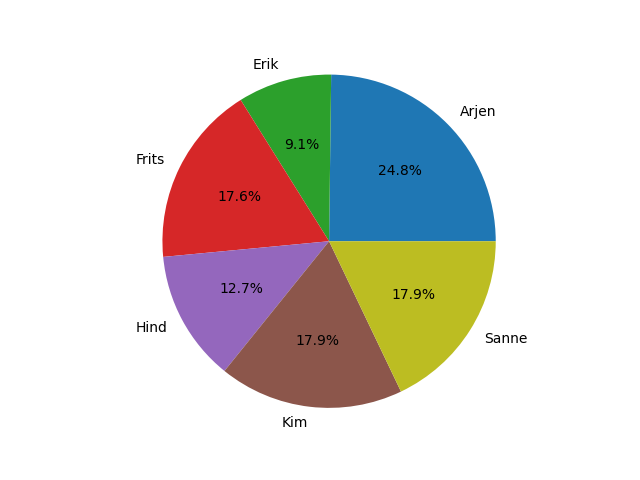 Erik
Arjen
9.1%
Frits
24.8%
17.6%
12.7%
17.9%
Hind
17.9%
Sanne
Kim